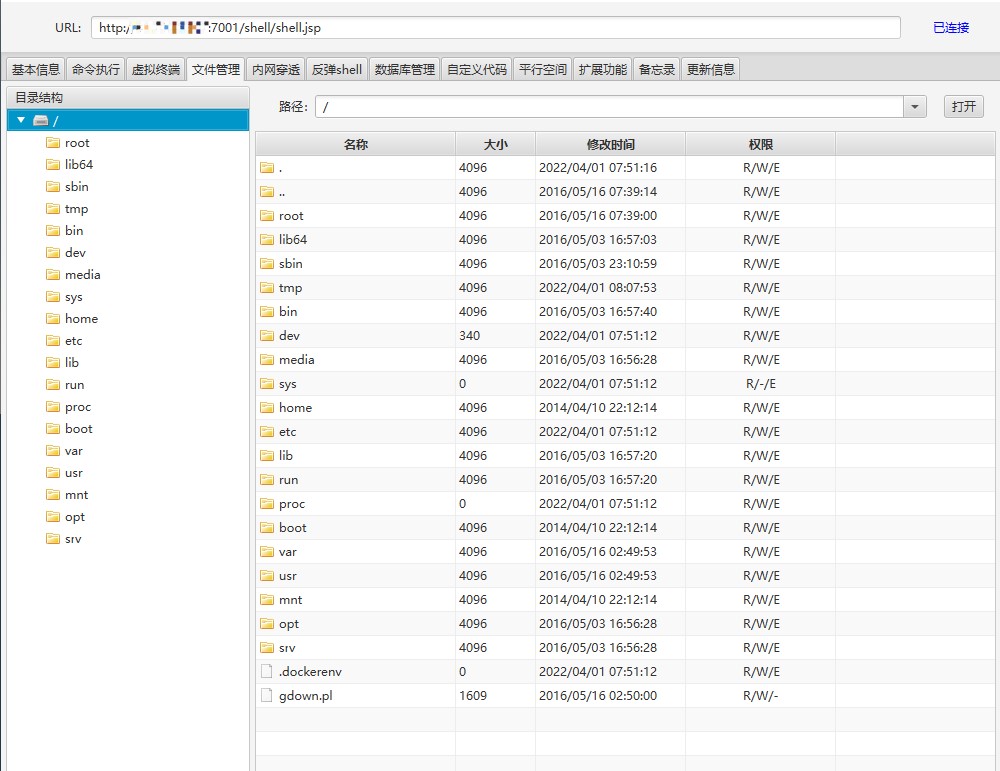 URL: http:/ :7001/shell/shell.jsp 已连接
基本信息 命令执行 虚拟终端 文件管理 内网穿透 反弹shell 数据库管理 自定义代码 平行空间 扩展功能 备忘录 更新信息
目录结构
/
root
lib64
sbin
tmp
bin
dev
media
sys
home
etc
lib
run
proc
boot
var
usr
mnt
opt
srv
路径: / 打开
名称 大小 修改时间 权限
. 4096 2022/04/01 07:51:16 R/W/E
.. 4096 2016/05/16 07:39:14 R/W/E
root 4096 2016/05/16 07:39:00 R/W/E
lib64 4096 2016/05/03 16:57:03 R/W/E
sbin 4096 2016/05/03 23:10:59 R/W/E
tmp 4096 2022/04/01 08:07:53 R/W/E
bin 4096 2016/05/03 16:57:40 R/W/E
dev 340 2022/04/01 07:51:12 R/W/E
media 4096 2016/05/03 16:56:28 R/W/E
sys 0 2022/04/01 07:51:12 R/-/E
home 4096 2014/04/10 22:12:14 R/W/E
etc 4096 2022/04/01 07:51:12 R/W/E
lib 4096 2016/05/03 16:57:20 R/W/E
run 4096 2016/05/03 16:57:20 R/W/E
proc 0 2022/04/01 07:51:12 R/W/E
boot 4096 2014/04/10 22:12:14 R/W/E
var 4096 2016/05/16 02:49:53 R/W/E
usr 4096 2016/05/16 02:49:53 R/W/E
mnt 4096 2014/04/10 22:12:14 R/W/E
opt 4096 2016/05/03 16:56:28 R/W/E
srv 4096 2016/05/03 16:56:28 R/W/E
.dockerenv 0 2022/04/01 07:51:12 R/W/E
gdown.pl 1609 2016/05/16 02:50:00 R/W/-